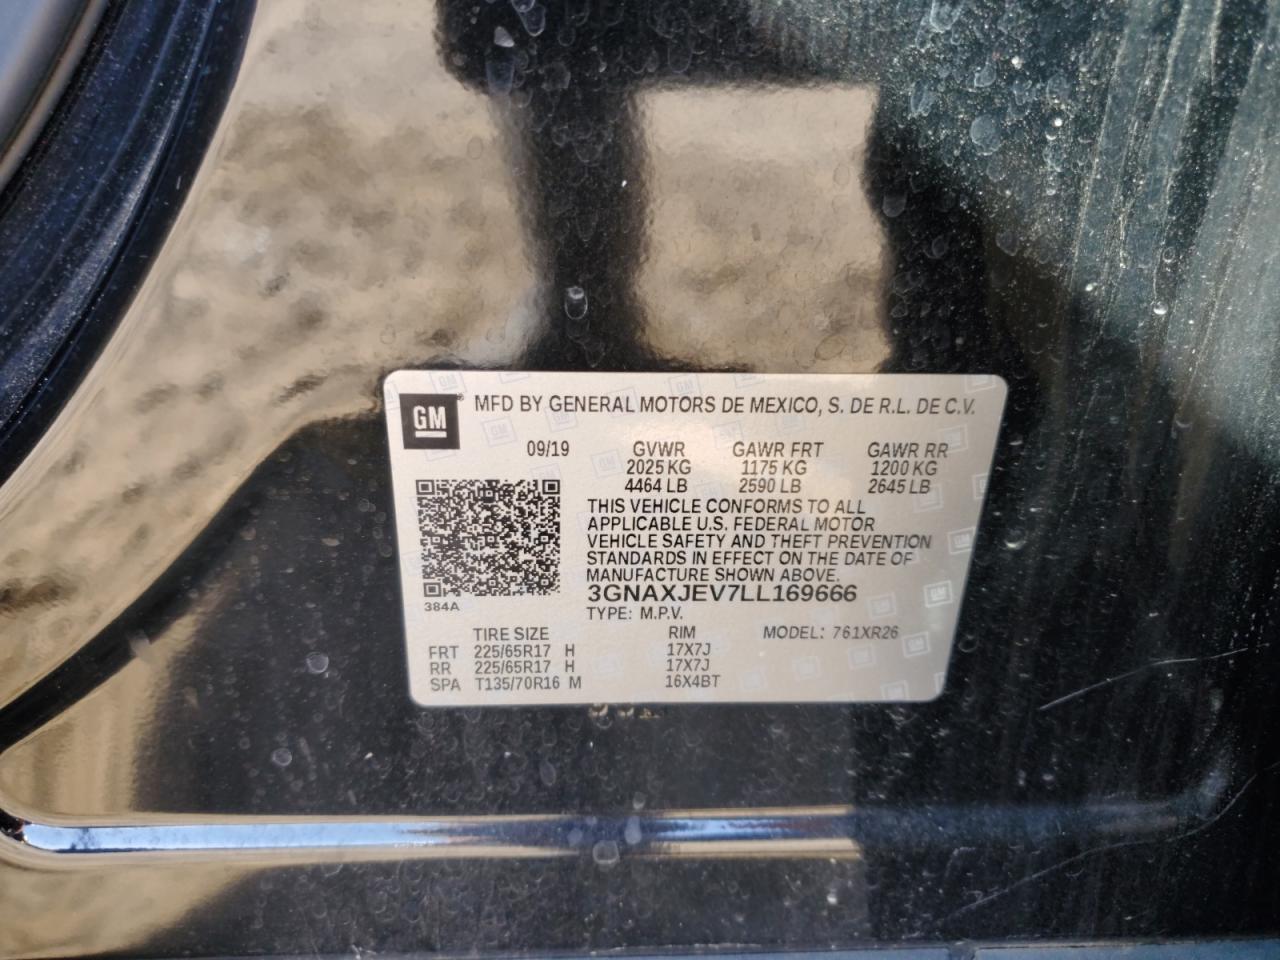 GM
MFD BY GENERAL MOTORS DE MEXICO, S. DE R.L. DE C.V.
09/19 GVWR GAWR FRT GAWR RR
2025 KG 1175 KG 1200 KG
4464 LB 2590 LB 2645 LB
THIS VEHICLE CONFORMS TO ALL
APPLICABLE U.S. FEDERAL MOTOR
VEHICLE SAFETY AND THEFT PREVENTION
STANDARDS IN EFFECT ON THE DATE OF
MANUFACTURE SHOWN ABOVE.
3GNAXJEV7LL169666
384A
TYPE: M.P.V.
TIRE SIZE RIM MODEL: 761XR26
FRT 225/65R17 H 17X7J
RR 225/65R17 H 17X7J
SPA T135/70R16 M 16X4BT